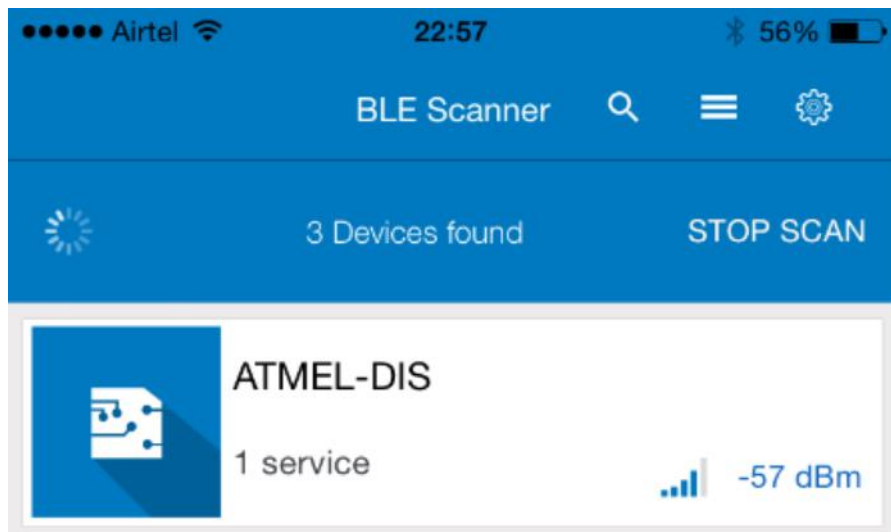 Airtel 22:57 56%
BLE Scanner
3 Devices found STOP SCAN
ATMEL-DIS
1 service -57 dBm